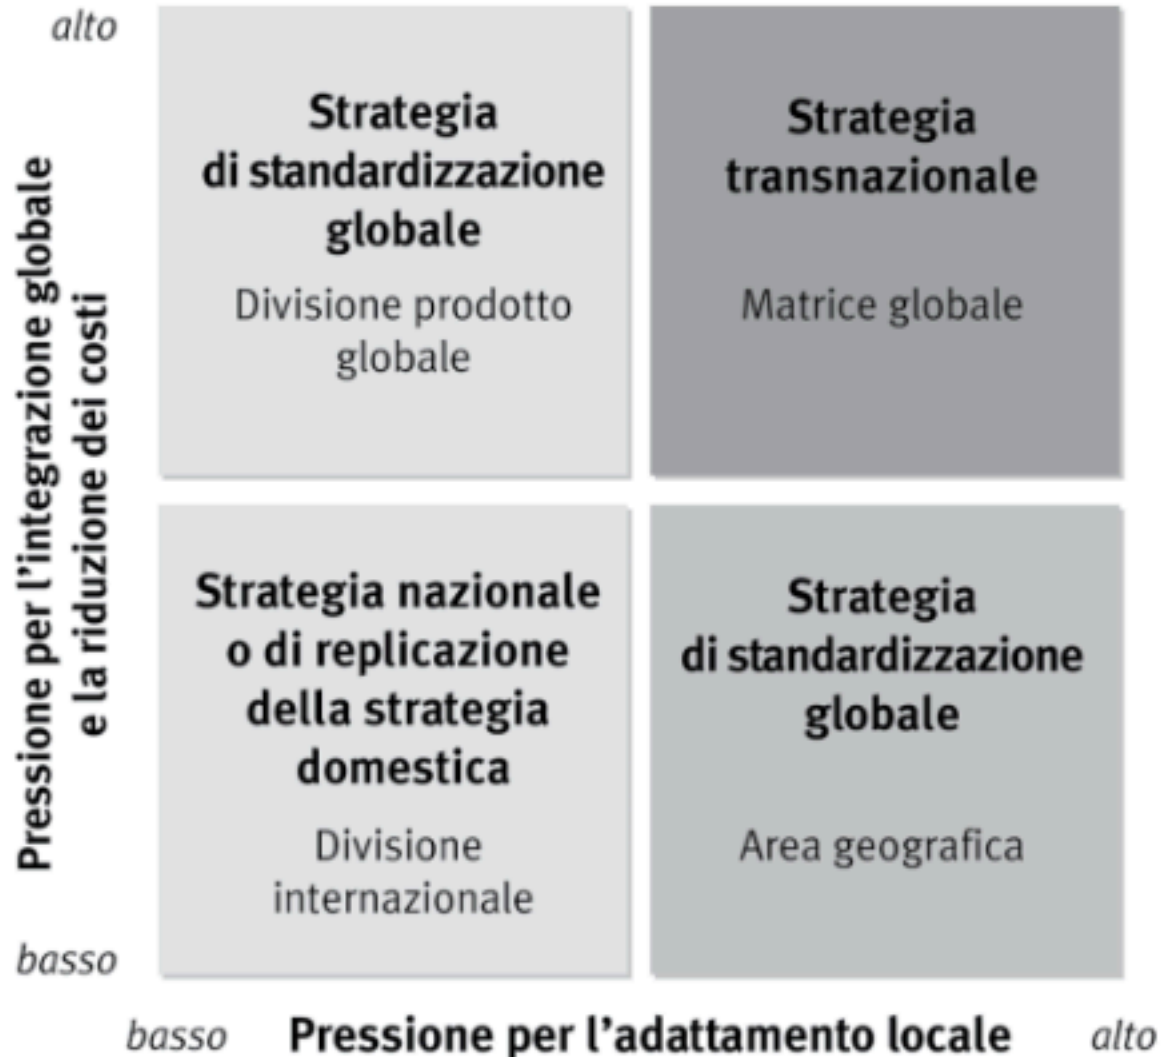 alto
Strategia
di standardizzazione
globale
Divisione prodotto
globale
Strategia
transnazionale
Matrice globale
Pressione per l'integrazione globale
e la riduzione dei costi
Strategia nazionale
o di replicazione
della strategia
domestica
Divisione
internazionale
Strategia
di standardizzazione
globale
Area geografica
basso
basso
Pressione per l'adattamento locale
alto